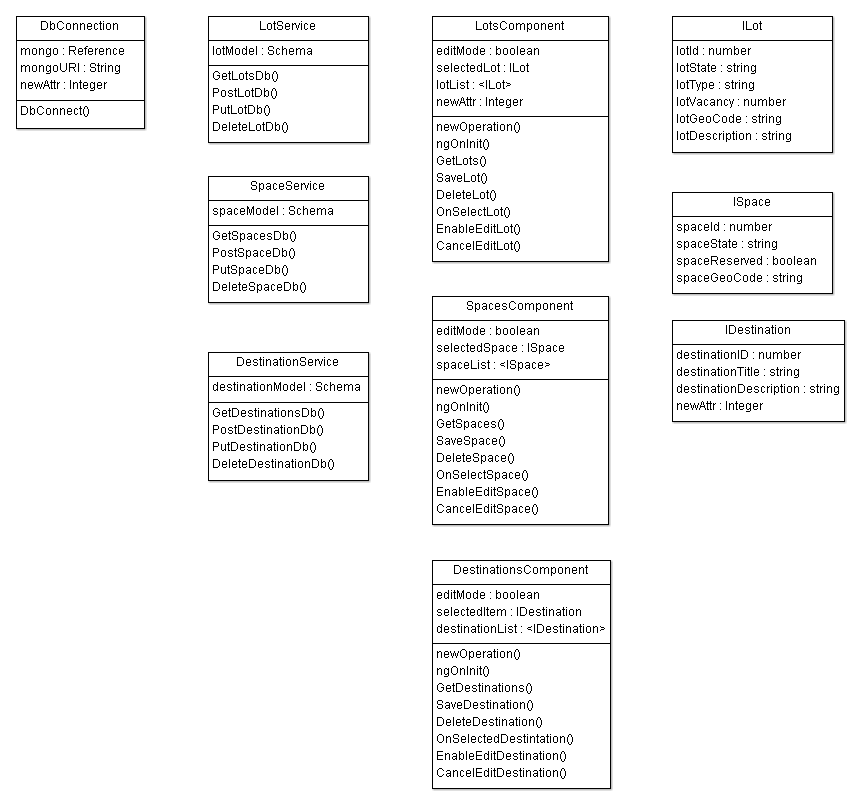 DbConnection
mongo : Reference
mongoURI : String
newAttr : Integer
DbConnect()
LotService
lotModel : Schema
GetLotsDb()
PostLotDb()
PutLotDb()
DeleteLotDb()
SpaceService
spaceModel : Schema
GetSpacesDb()
PostSpaceDb()
PutSpaceDb()
DeleteSpaceDb()
DestinationService
destinationModel : Schema
GetDestinationsDb()
PostDestinationDb()
PutDestinationDb()
DeleteDestinationDb()
LotsComponent
editMode : boolean
selectedLot : ILot
lotList : <ILot>
newAttr : Integer
newOperation()
ngOnInit()
GetLots()
SaveLot()
DeleteLot()
OnSelectLot()
EnableEditLot()
CancelEditLot()
SpacesComponent
editMode : boolean
selectedSpace : ISpace
spaceList : <ISpace>
newOperation()
ngOnInit()
GetSpaces()
SaveSpace()
DeleteSpace()
OnSelectSpace()
EnableEditSpace()
CancelEditSpace()
DestinationsComponent
editMode : boolean
selectedItem : IDestination
destinationList : <IDestination>
newOperation()
ngOnInit()
GetDestinations()
SaveDestination()
DeleteDestination()
OnSelectedDestintation()
EnableEditDestination()
CancelEditDestination()
ILot
lotId : number
lotState : string
lotType : string
lotVacancy : number
lotGeoCode : string
lotDescription : string
ISpace
spaceId : number
spaceState : string
spaceReserved : boolean
spaceGeoCode : string
IDestination
destinationID : number
destinationTitle : string
destinationDescription : string
newAttr : Integer